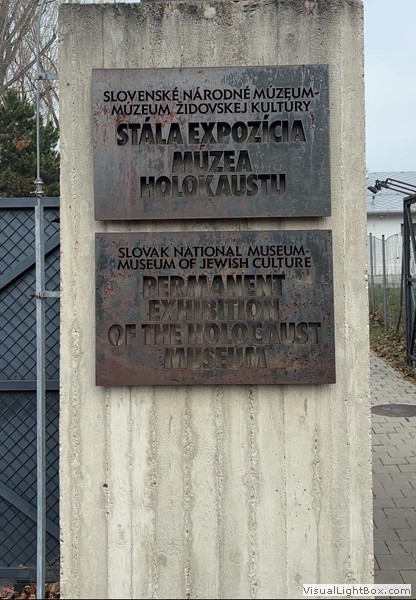 SLOVENSKÉ NÁRODNÉ MÚZEUM-
MÚZEUM ŽIDOVSKEJ KULTÚRY
STÁLA EXPOZÍCIA
MÚZEA
HOLOKAUSTU
SLOVAK NATIONAL MUSEUM-
MUSEUM OF JEWISH CULTURE
PERMANENT
EXHIBITION
OF THE HOLOCAUST
MUSEUM
VisualLightBox.com